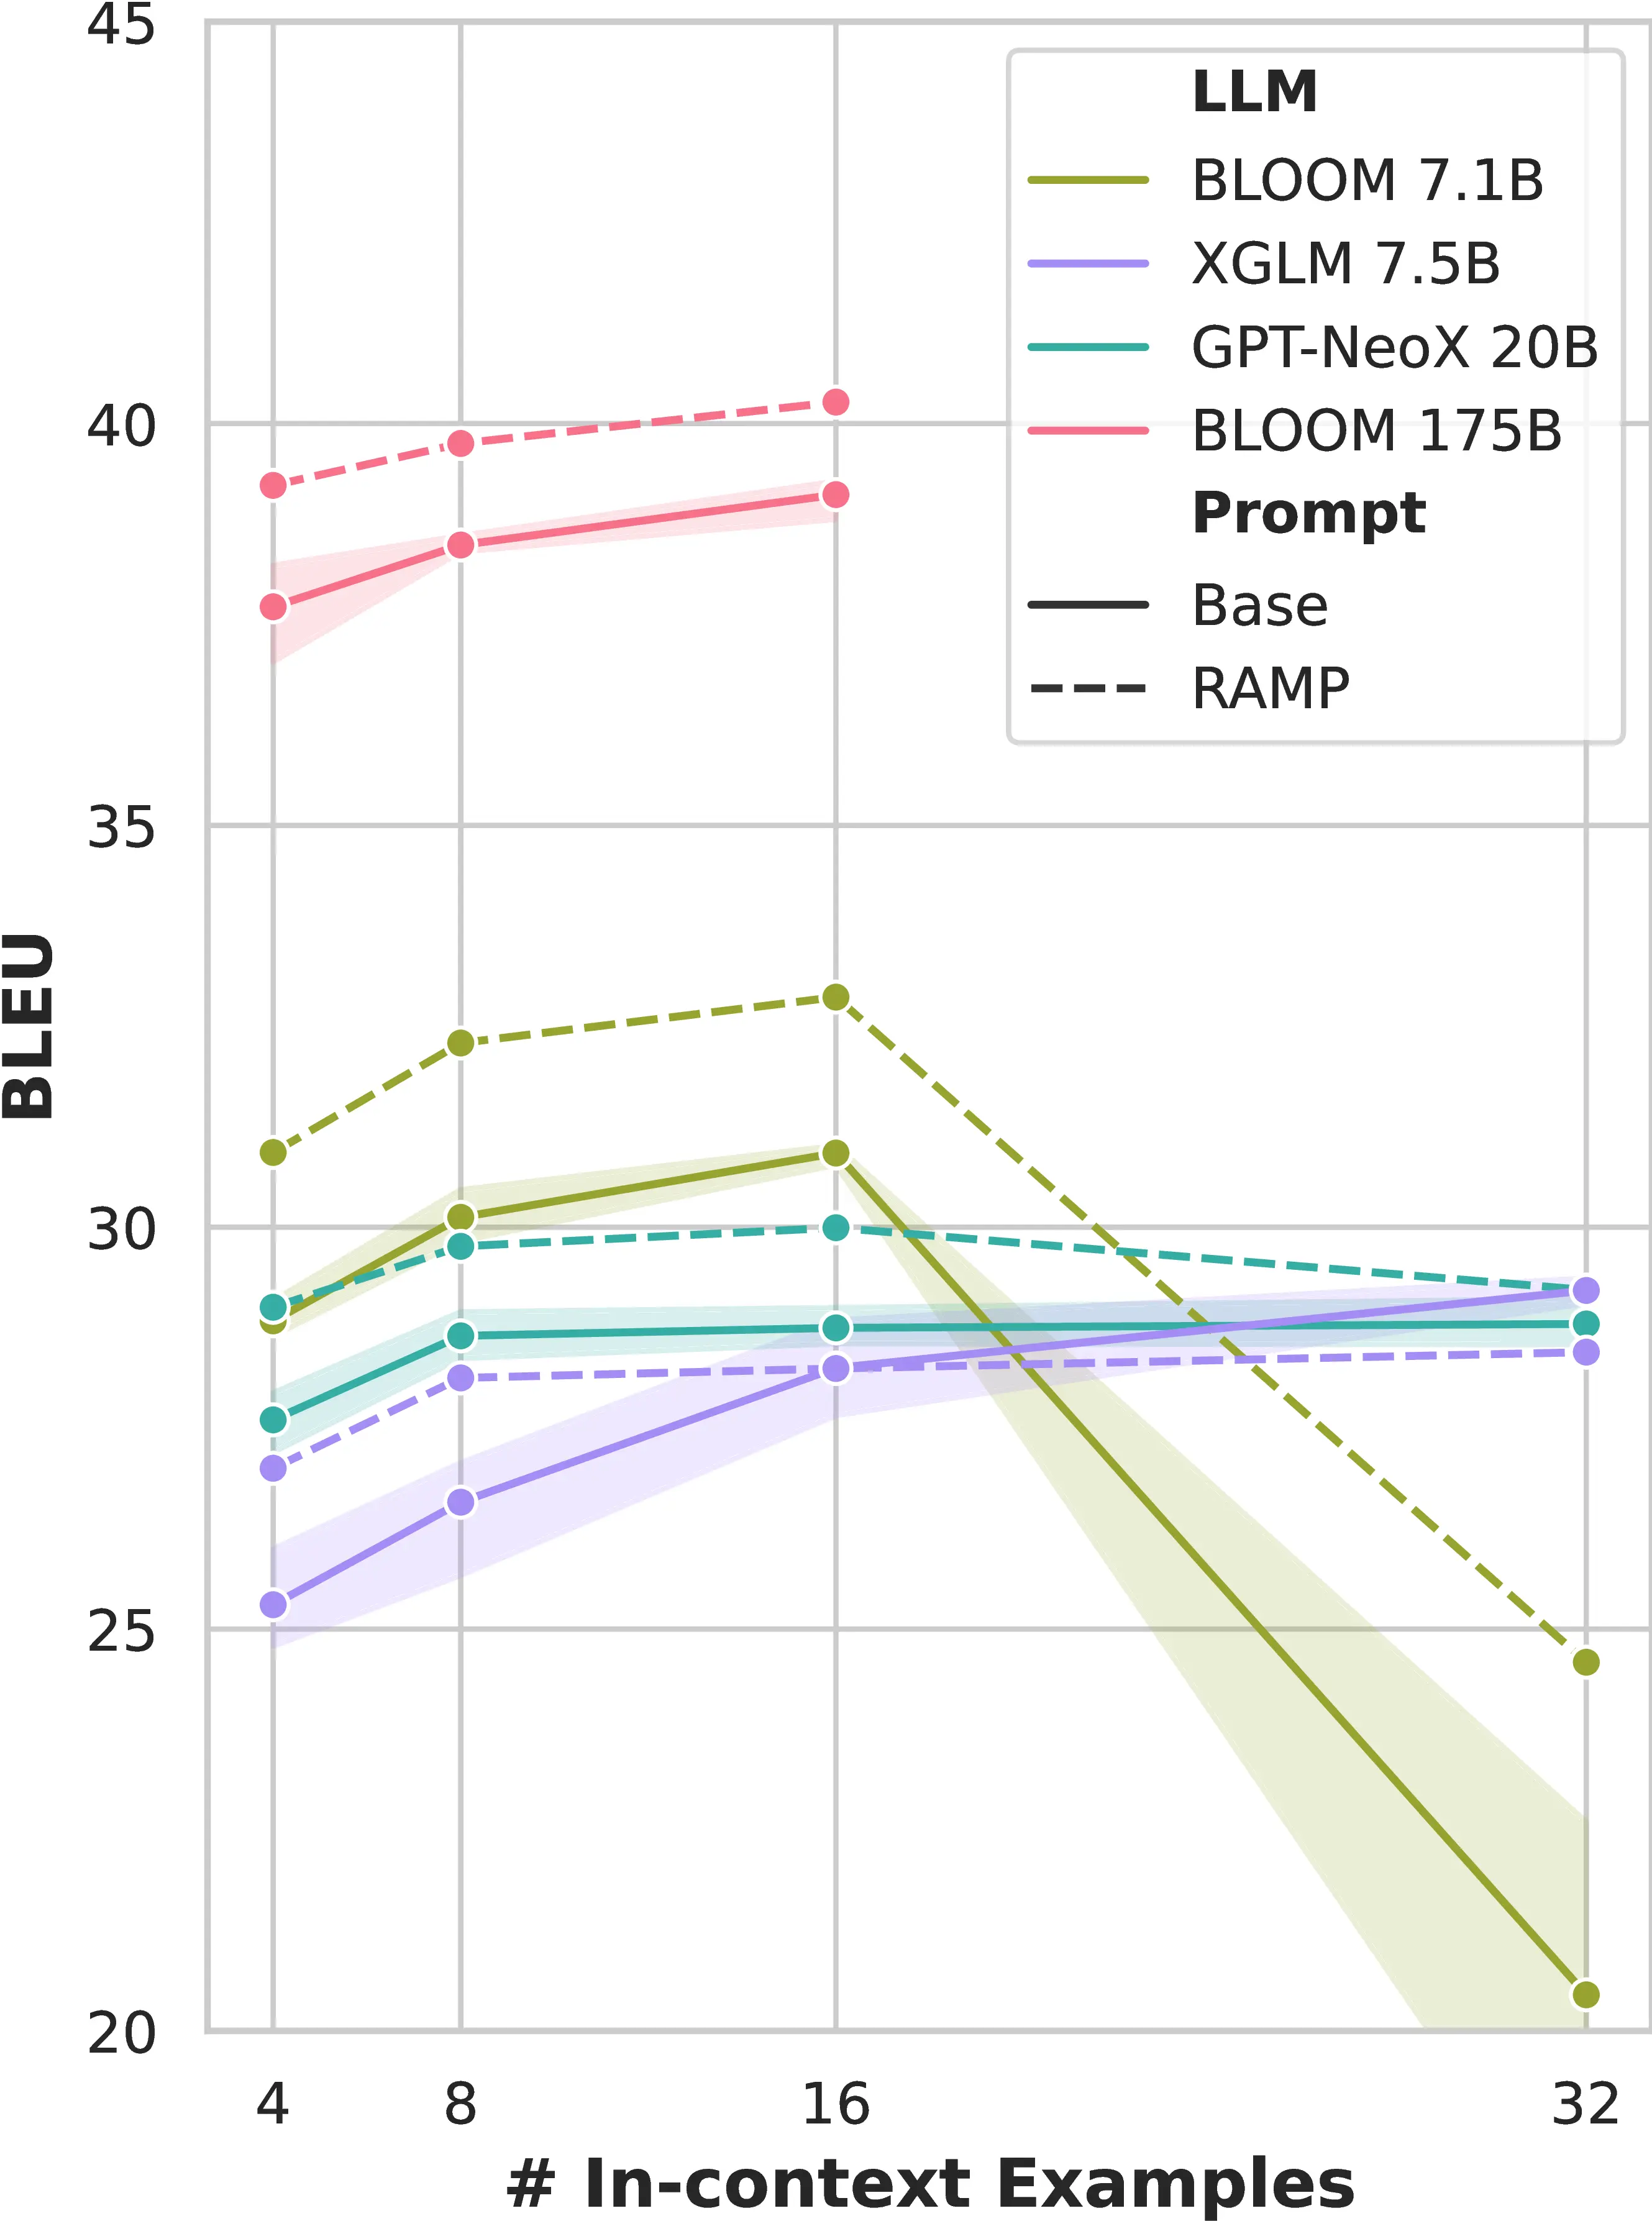 45
40
35
30
25
20
BLEU
4 8 16 32
# In-context Examples
LLM
BLOOM 7.1B
XGLM 7.5B
GPT-NeoX 20B
BLOOM 175B
Prompt
Base
RAMP